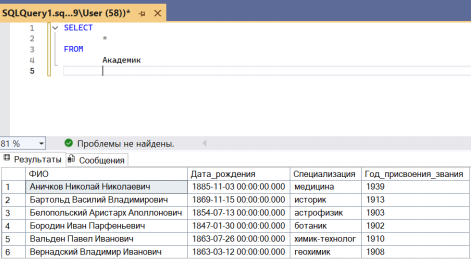 SQLQuery1.sq...9\User (58))*
1 SELECT
2 *
3 FROM
4 Академик
5
81 %
Проблемы не найдены.
Результаты Сообщения
ФИО Дата_рождения Специализация Год_присвоения_звания
1 Аничков Николай Николаевич 1885-11-03 00:00:00.000 медицина 1939
2 Бартольд Василий Владимирович 1869-11-15 00:00:00.000 историк 1913
3 Белопольский Аристарх Аполлонович 1854-07-13 00:00:00.000 астрофизик 1903
4 Бородин Иван Парфеньевич 1847-01-30 00:00:00.000 ботаник 1902
5 Вальден Павел Иванович 1863-07-26 00:00:00.000 химик-технолог 1910
6 Вернадский Владимир Иванович 1863-03-12 00:00:00.000 геохимик 1908